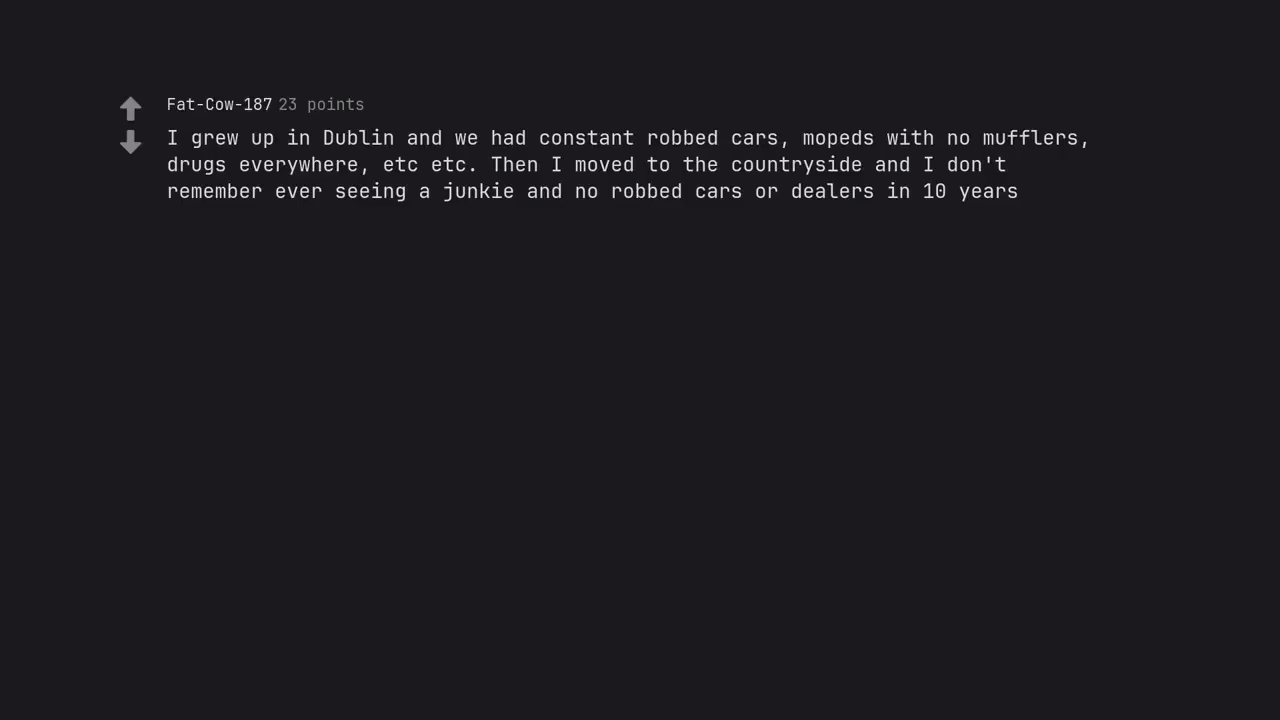 Fat-Cow-187 23 points
I grew up in Dublin and we had constant robbed cars, mopeds with no mufflers,
drugs everywhere, etc etc. Then I moved to the countryside and I don't
remember ever seeing a junkie and no robbed cars or dealers in 10 years